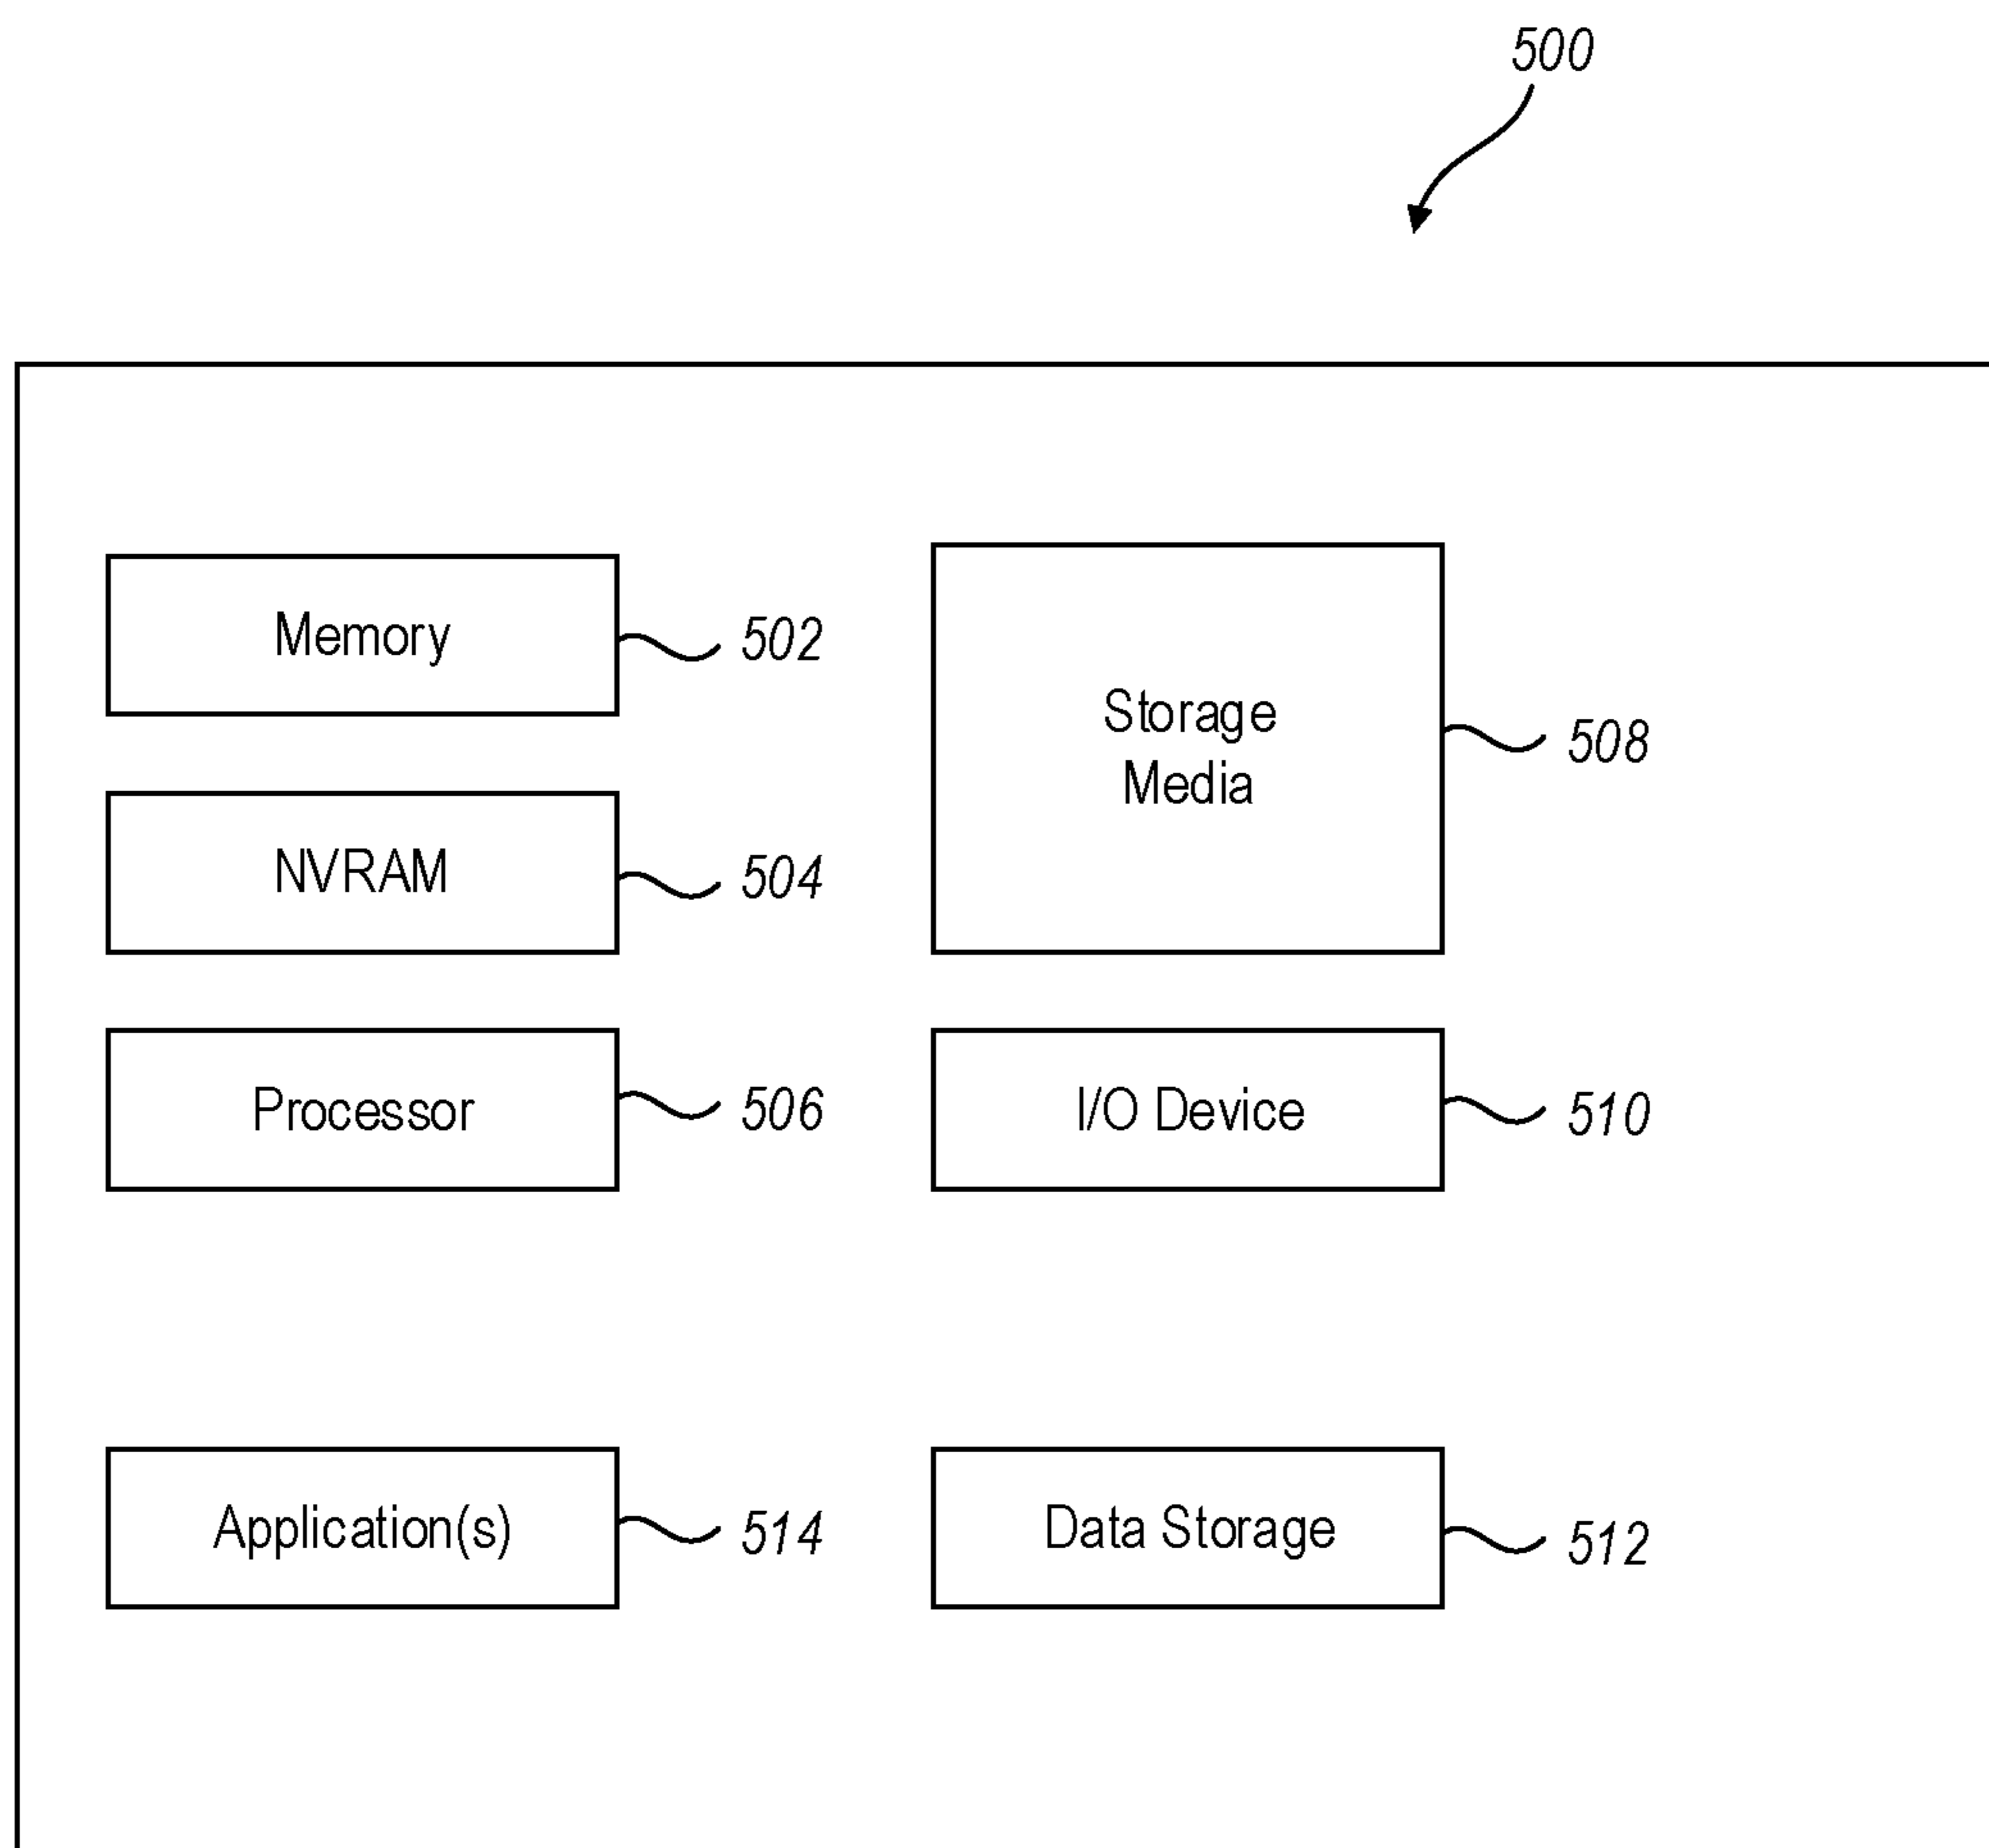 500
Memory
502
Storage
Media
508
NVRAM
504
Processor
506
I/O Device
510
Application(s)
514
Data Storage
512